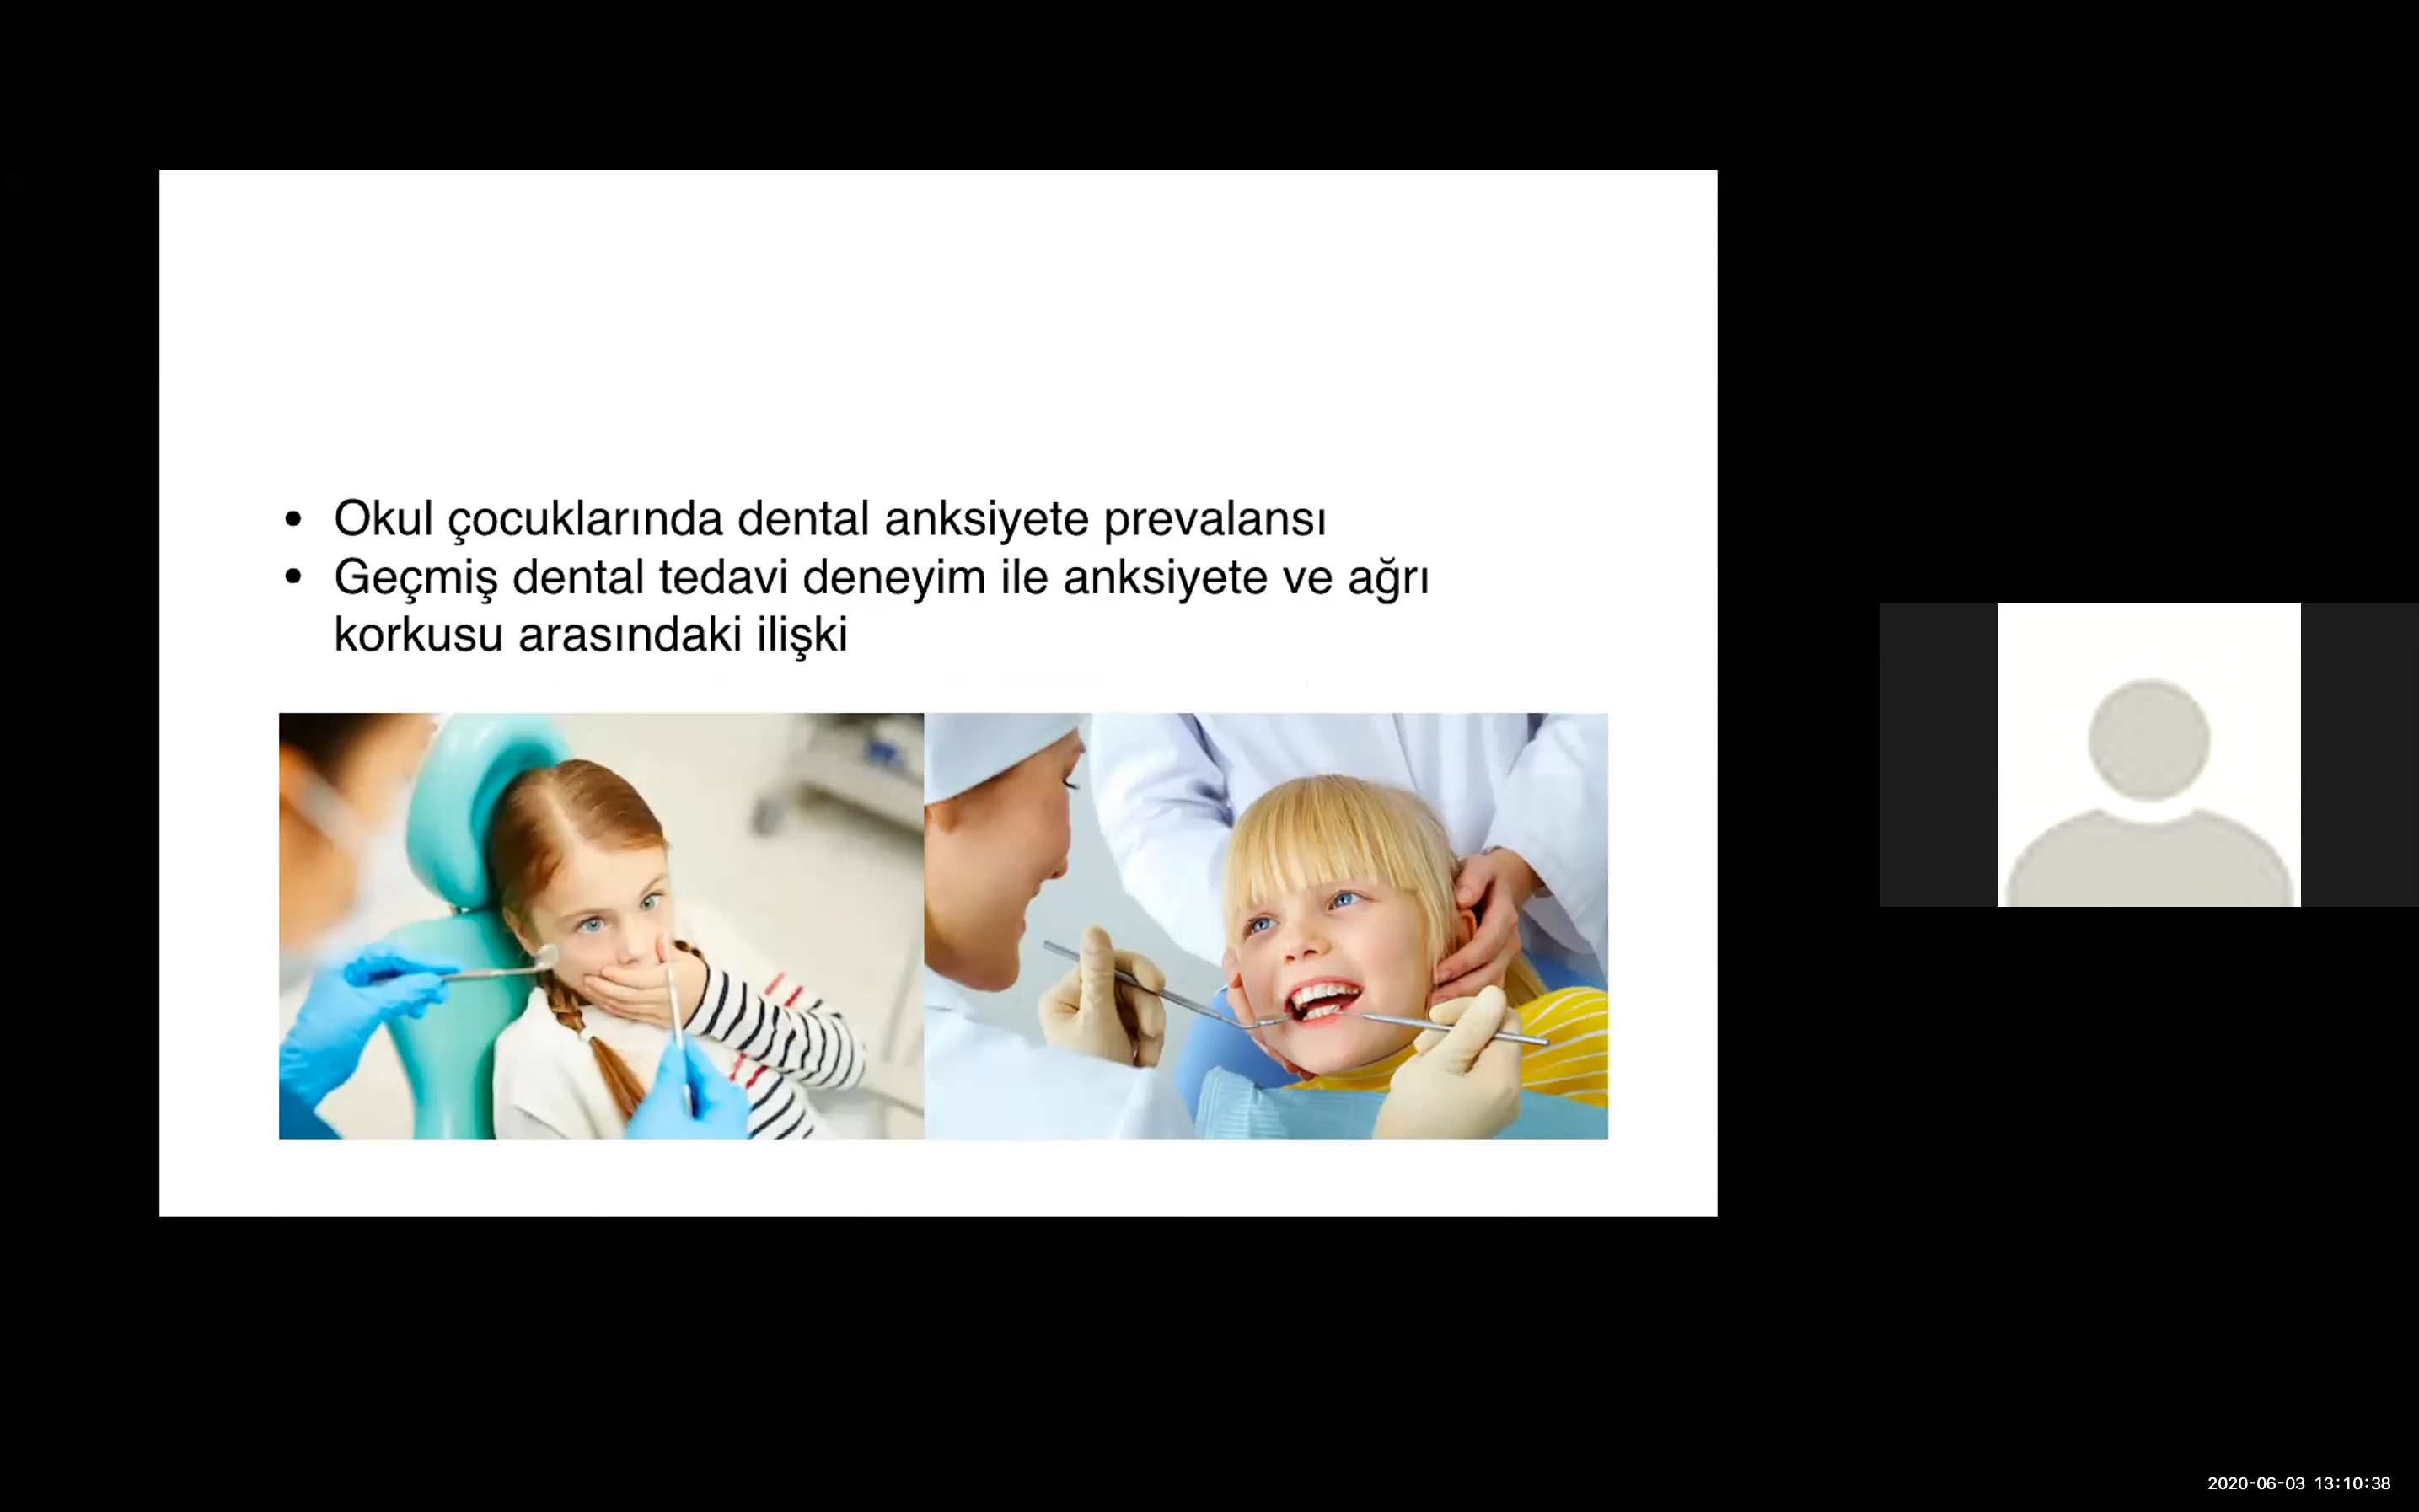 • Okul çocuklarında dental anksiyete prevalansı
• Geçmiş dental tedavi deneyim ile anksiyete ve ağrı
korkusu arasındaki ilişki
2020-06-03 13:10:38